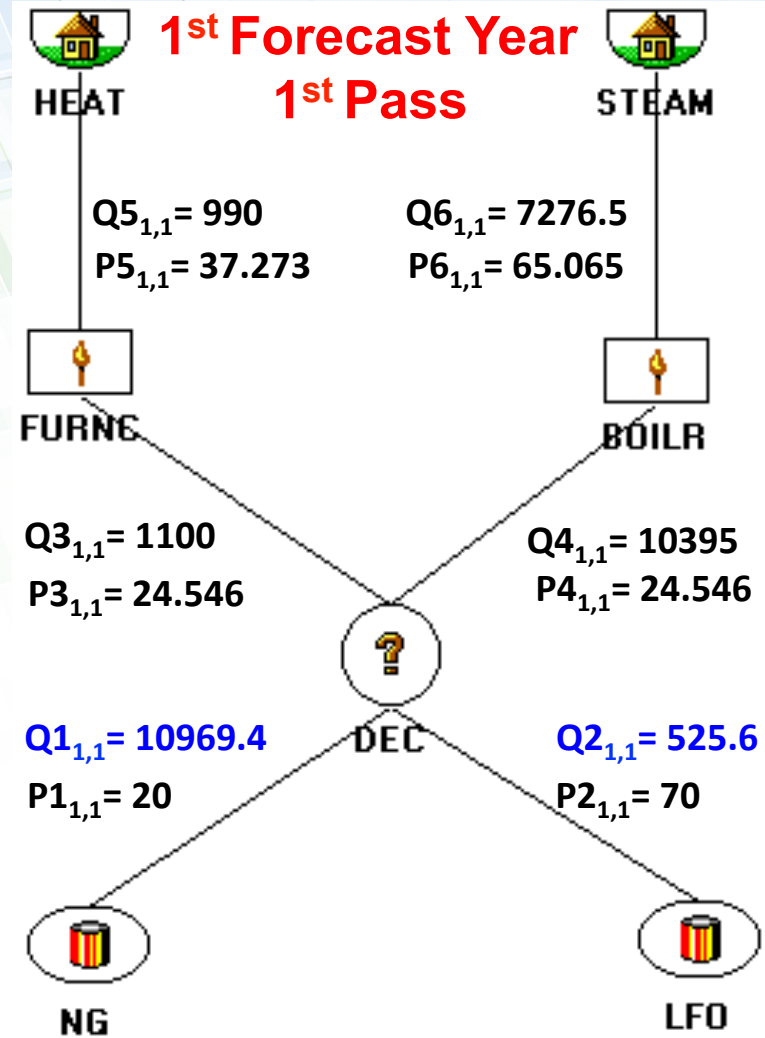 1st Forecast Year
1st Pass
HEAT
STEAM
Q51,1= 990
Q61,1= 7276.5
P51,1= 37.273
P61,1= 65.065
FURNC
BOILR
Q31,1= 1100
Q41,1= 10395
P31,1= 24.546
P41,1= 24.546
?
DEC
Q11,1= 10969.4
Q21,1= 525.6
P11,1= 20
P21,1= 70
NG
LFO